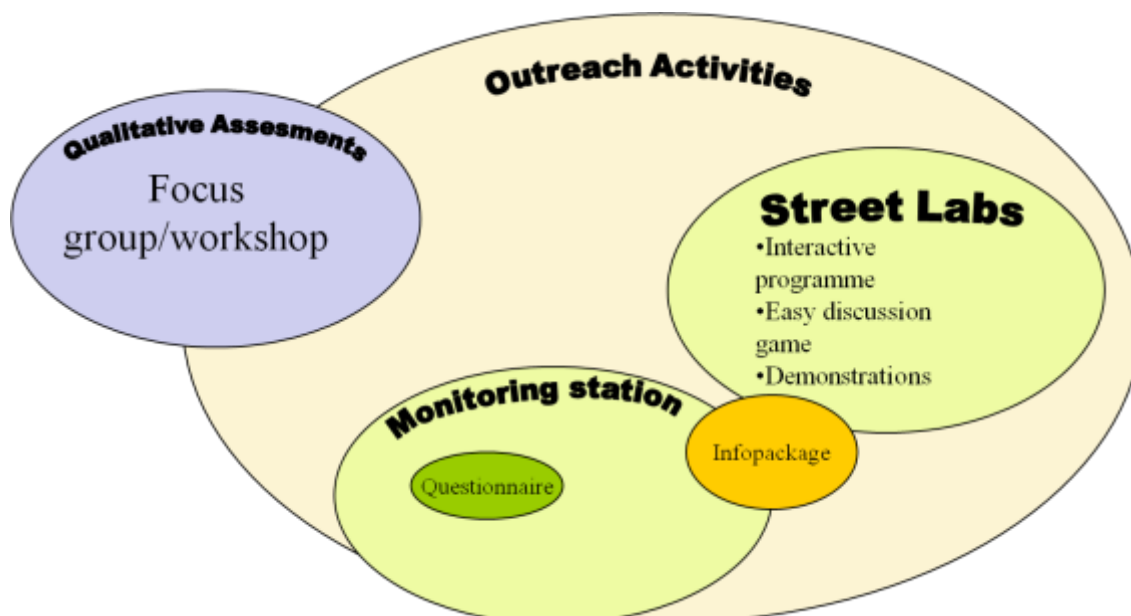 Outreach Activities
Qualitative Assesments
Focus
group/workshop
Street Labs
•Interactive
programme
•Easy discussion
game
•Demonstrations
Monitoring station
Infopackage
Questionnaire